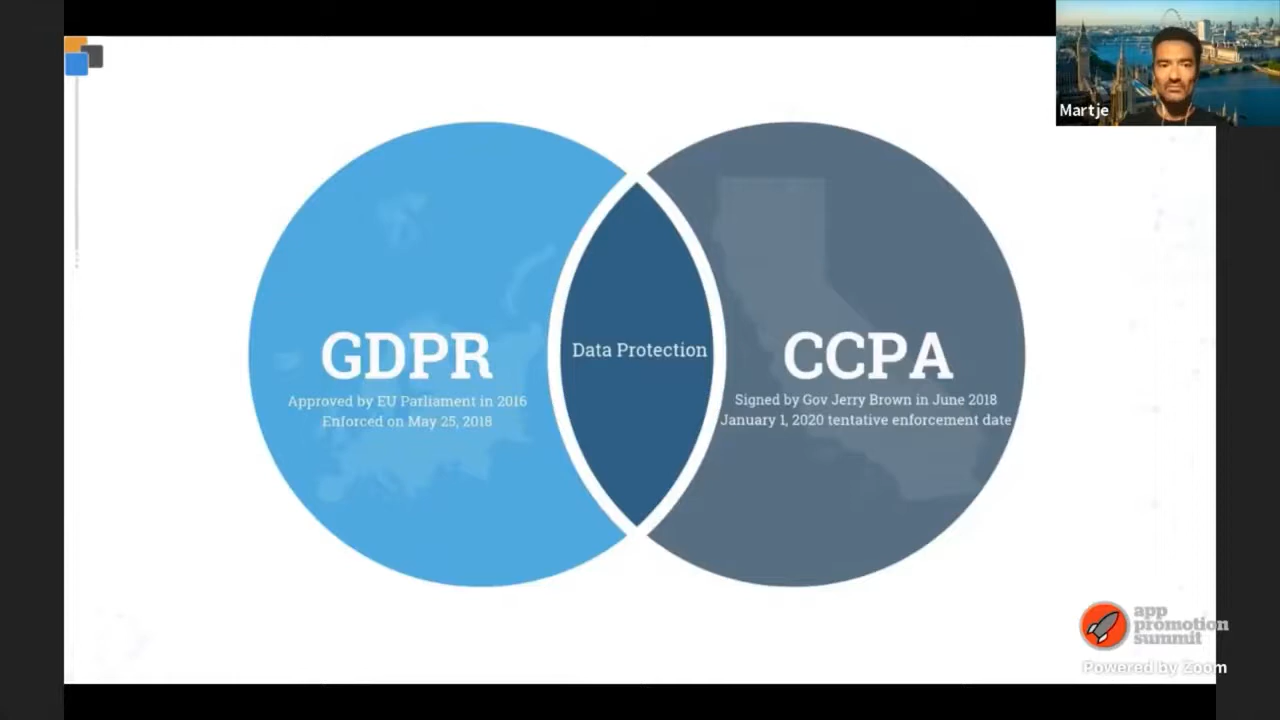 Martje
GDPR
Approved by EU Parliament in 2016
Enforced on May 25, 2018
Data Protection
CCPA
Signed by Gov Jerry Brown in June 2018
January 1, 2020 tentative enforcement date
app
promotion
summit
Powered by Zoom